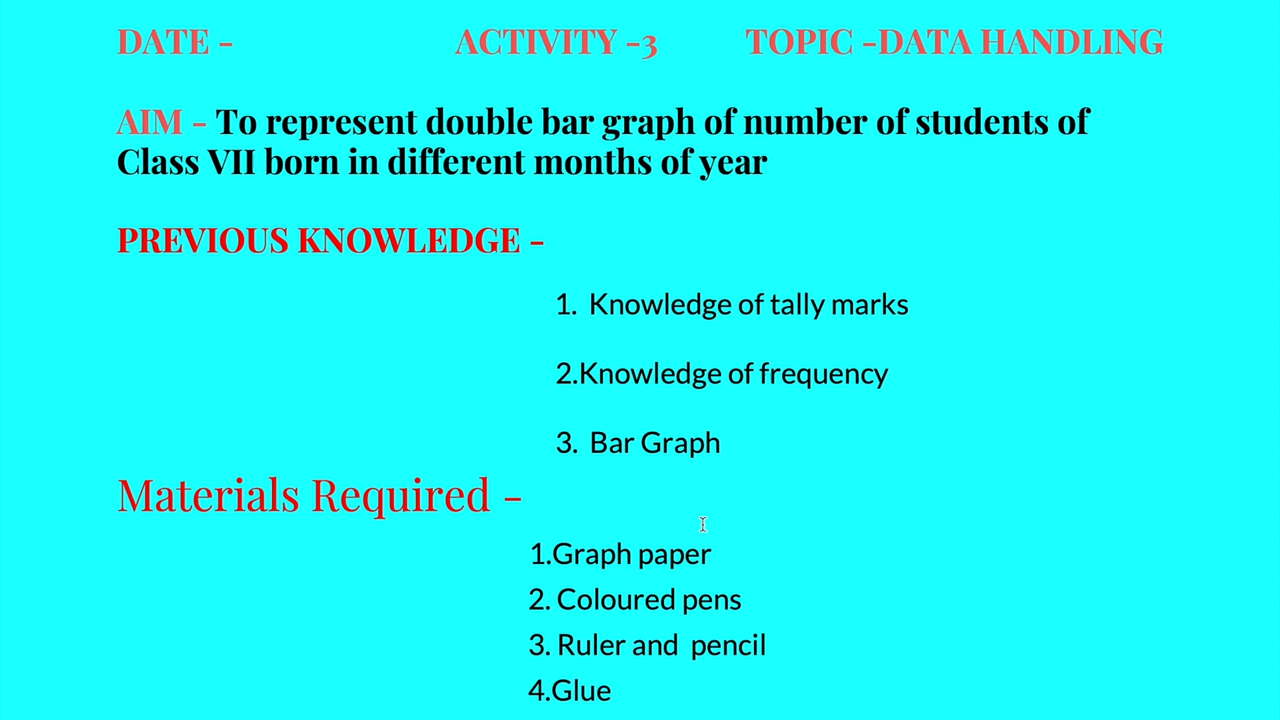 DATE - ACTIVITY -3 TOPIC -DATA HANDLING
AIM - To represent double bar graph of number of students of
Class VII born in different months of year
PREVIOUS KNOWLEDGE -
1. Knowledge of tally marks
2.Knowledge of frequency
3. Bar Graph
Materials Required -
1.Graph paper
2. Coloured pens
3. Ruler and pencil
4.Glue